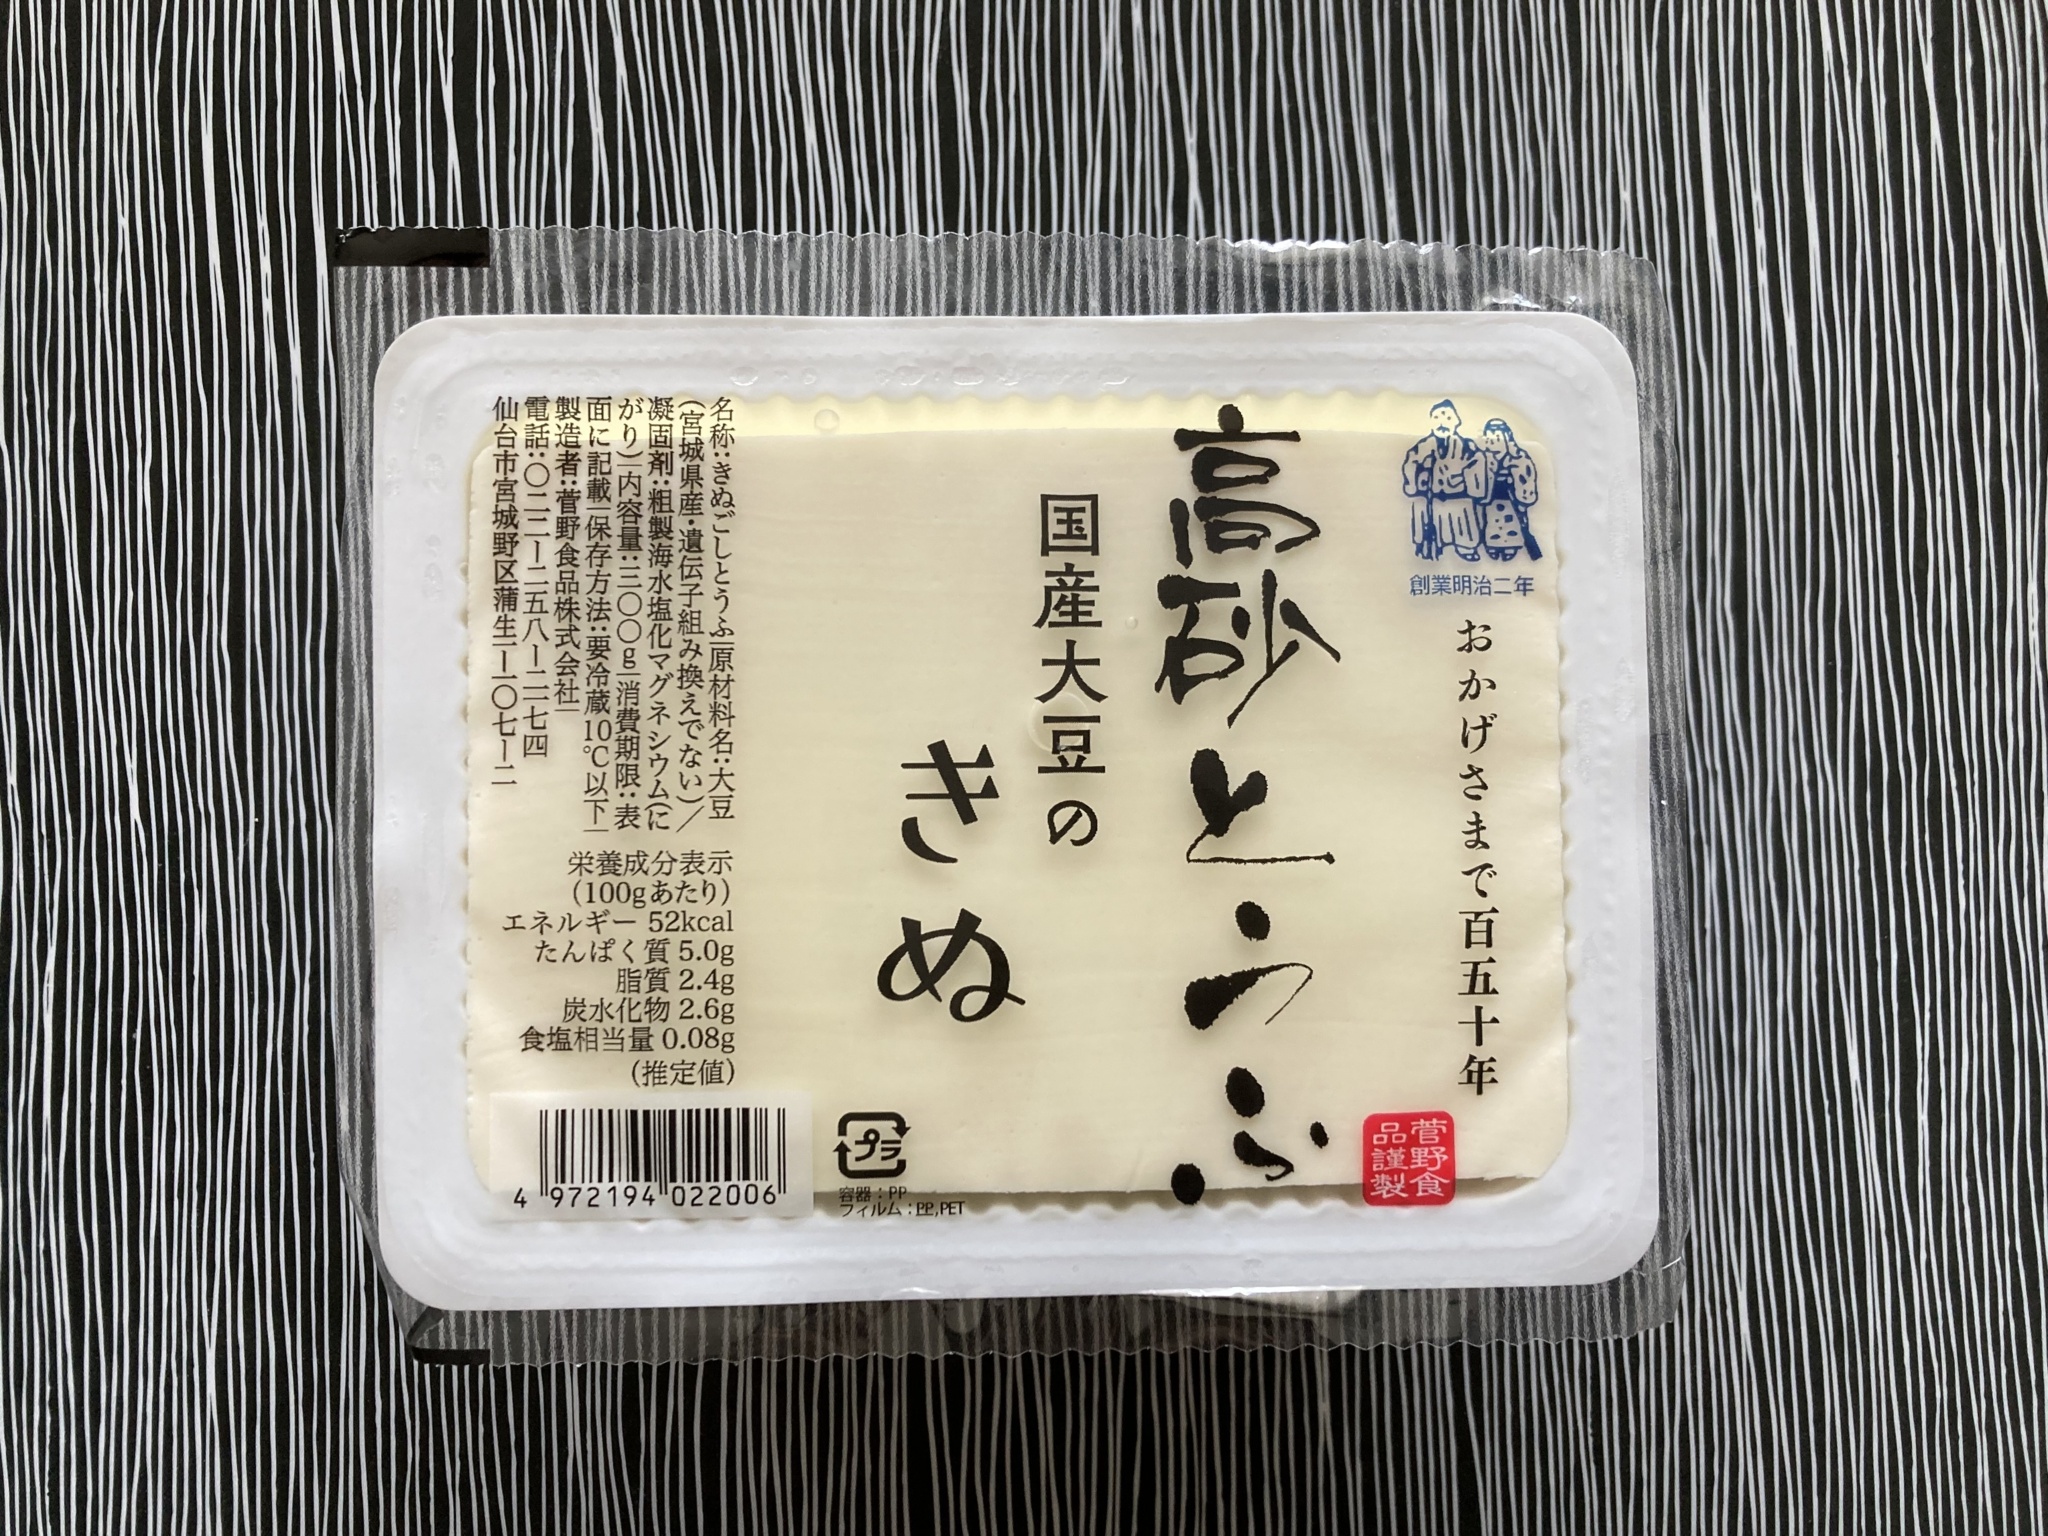 創業明治二年
おかげさまで百五十年
菅野食
品謹製
高砂とうふ
国産大豆の
きぬ
名称:きぬごしとうふ|原材料名:大豆
(宮城県産・遺伝子組み換えでない)/
凝固剤:粗製海水塩化マグネシウム(に
がり)|内容量:三〇〇g|消費期限:表
面に記載|保存方法:要冷蔵10℃以下|
製造者:菅野食品株式会社|
電話:〇二二ー二五八ー二一七四
仙台市宮城野区蒲生一ー一〇七ー二
栄養成分表示
(100gあたり)
エネルギー 52kcal
たんぱく質 5.0g
脂質 2.4g
炭水化物 2.6g
食塩相当量 0.08g
(推定値)
4 972194 022006
プラ
容器:PP
フィルム:PP,PET